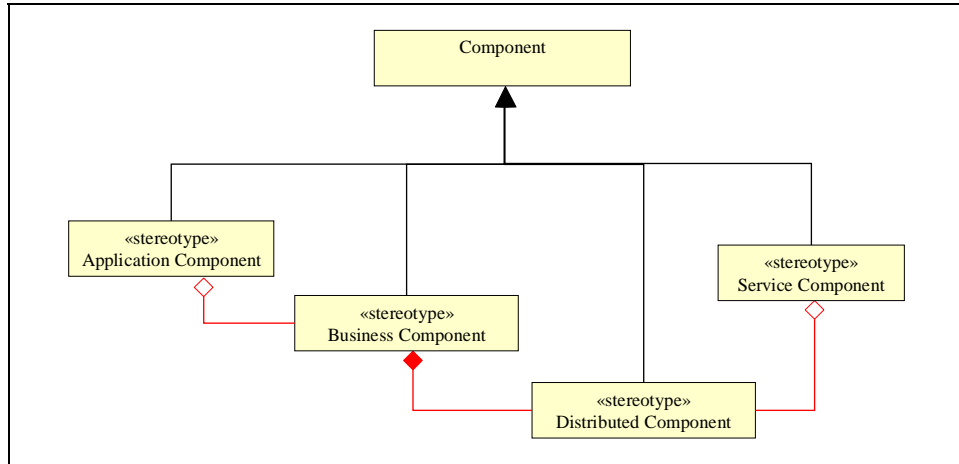 Component
«stereotype»
Application Component
«stereotype»
Service Component
«stereotype»
Business Component
«stereotype»
Distributed Component